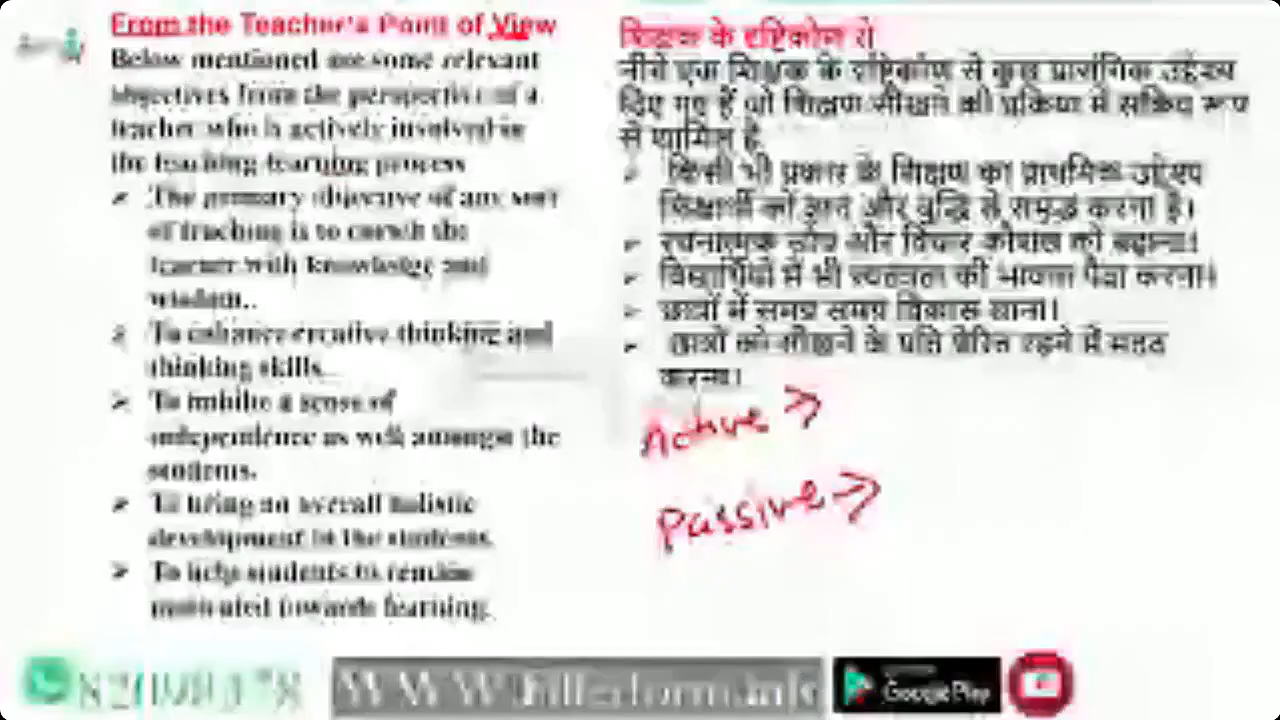 From the Teacher's Point of View
Below mentioned are some relevant
objectives from the perspective of a
teacher who is actively involved in
the teaching-learning process
➢ The primary objective of any sort
of teaching is to enrich the
learner with knowledge and
wisdom..
➢ To enhance creative thinking and
thinking skills.
➢ To imbibe a sense of
independence as well amongst the
students.
➢ To bring an overall holistic
development in the students.
➢ To help students to remain
motivated towards learning.
शिक्षक के दृष्टिकोण से
नीचे एक शिक्षक के दृष्टिकोण से कुछ प्रासंगिक उद्देश्य
दिए गए हैं जो शिक्षण सीखने की प्रक्रिया में सक्रिय रूप
से शामिल है
➢ किसी भी प्रकार के शिक्षण का प्राथमिक उद्देश्य
शिक्षार्थी को ज्ञान और बुद्धि से समृद्ध करना है।
➢ रचनात्मक सोच और विचार कौशल को बढ़ाना।
➢ विद्यार्थियों में भी स्वतंत्रता की भावना पैदा करना।
➢ छात्रों में समग्र समग्र विकास लाना।
➢ छात्रों को सीखने के प्रति प्रेरित रहने में मदद
करना।
Active →
Passive →
Google Play